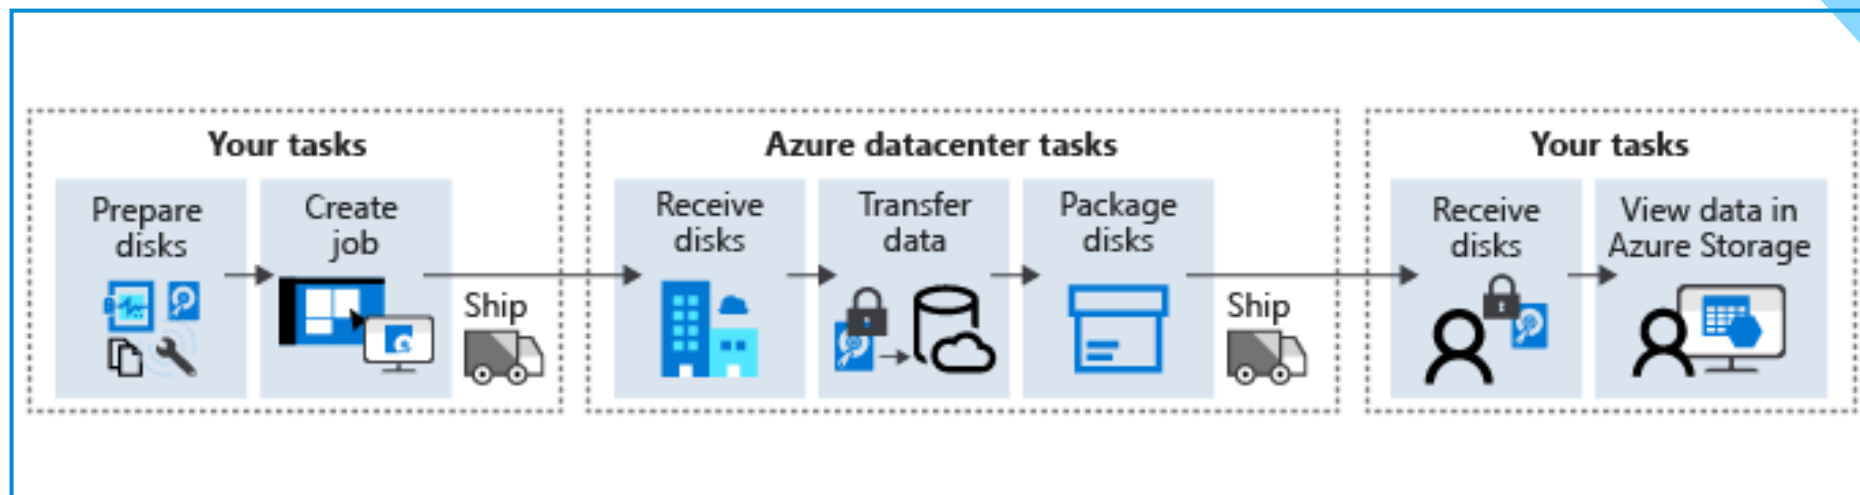 Your tasks
Prepare
disks
Create
job
Ship
Azure datacenter tasks
Receive
disks
Transfer
data
Package
disks
Ship
Your tasks
Receive
disks
View data in
Azure Storage